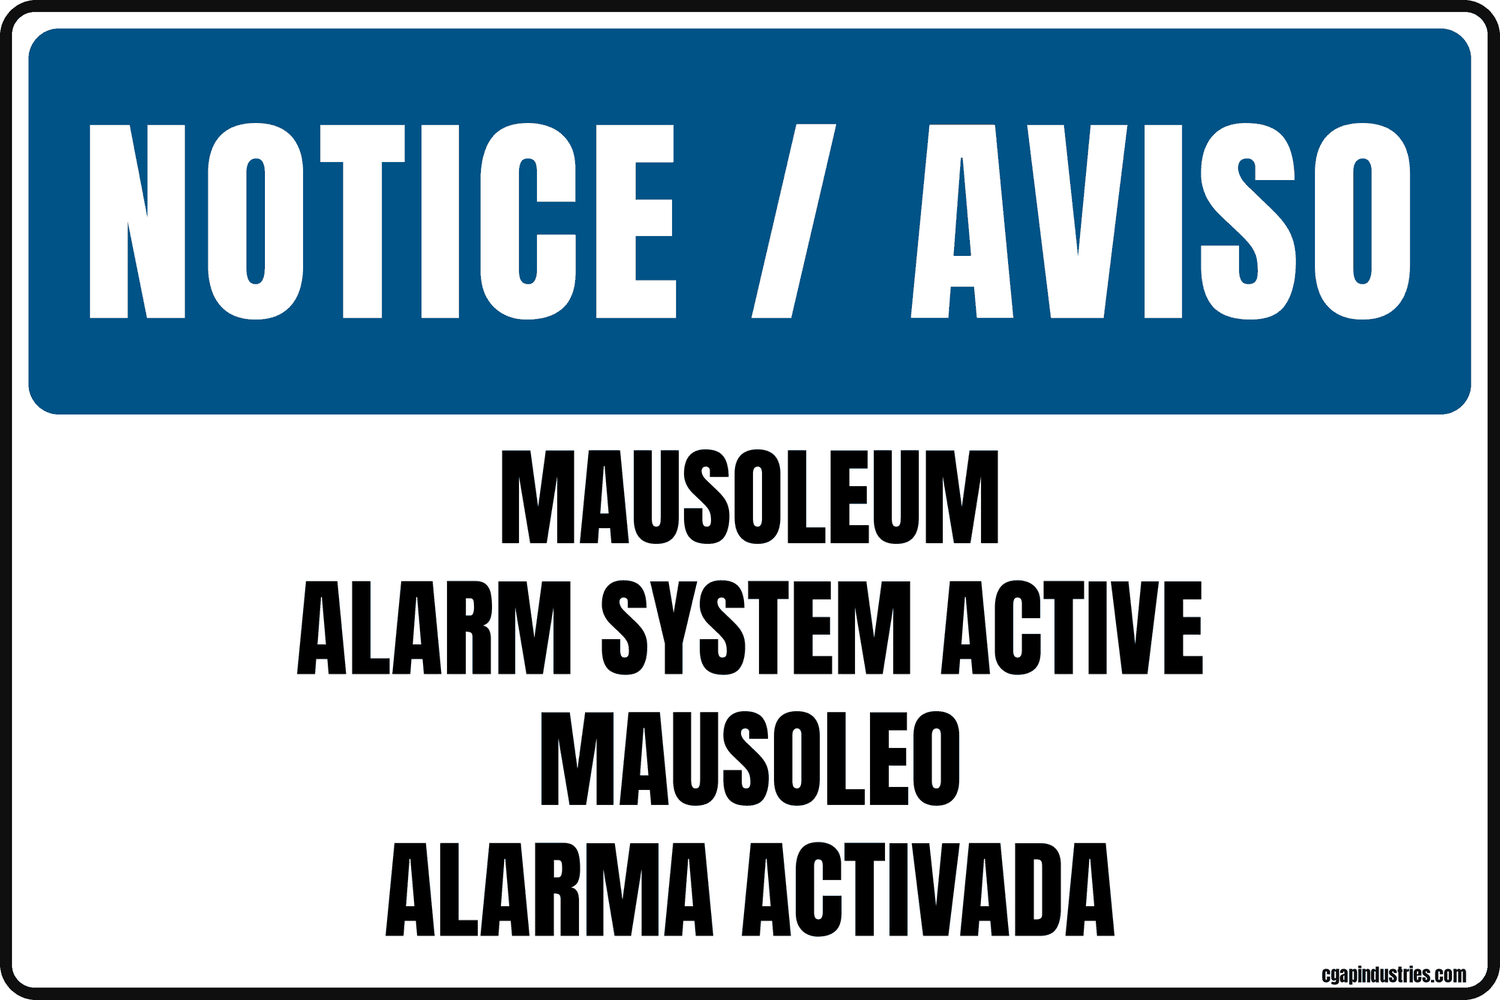 NOTICE / AVISO
MAUSOLEUM
ALARM SYSTEM ACTIVE
MAUSOLEO
ALARMA ACTIVADA
cgapindustries.com